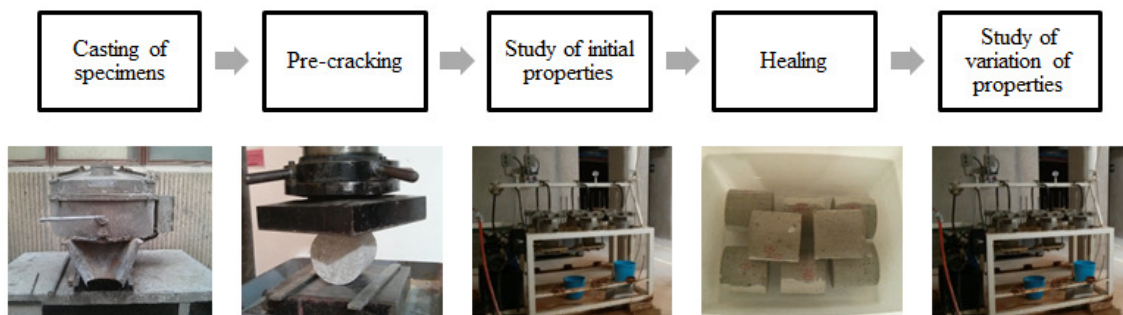 Casting of
specimens
Pre-cracking
Study of initial
properties
Healing
Study of
variation of
properties